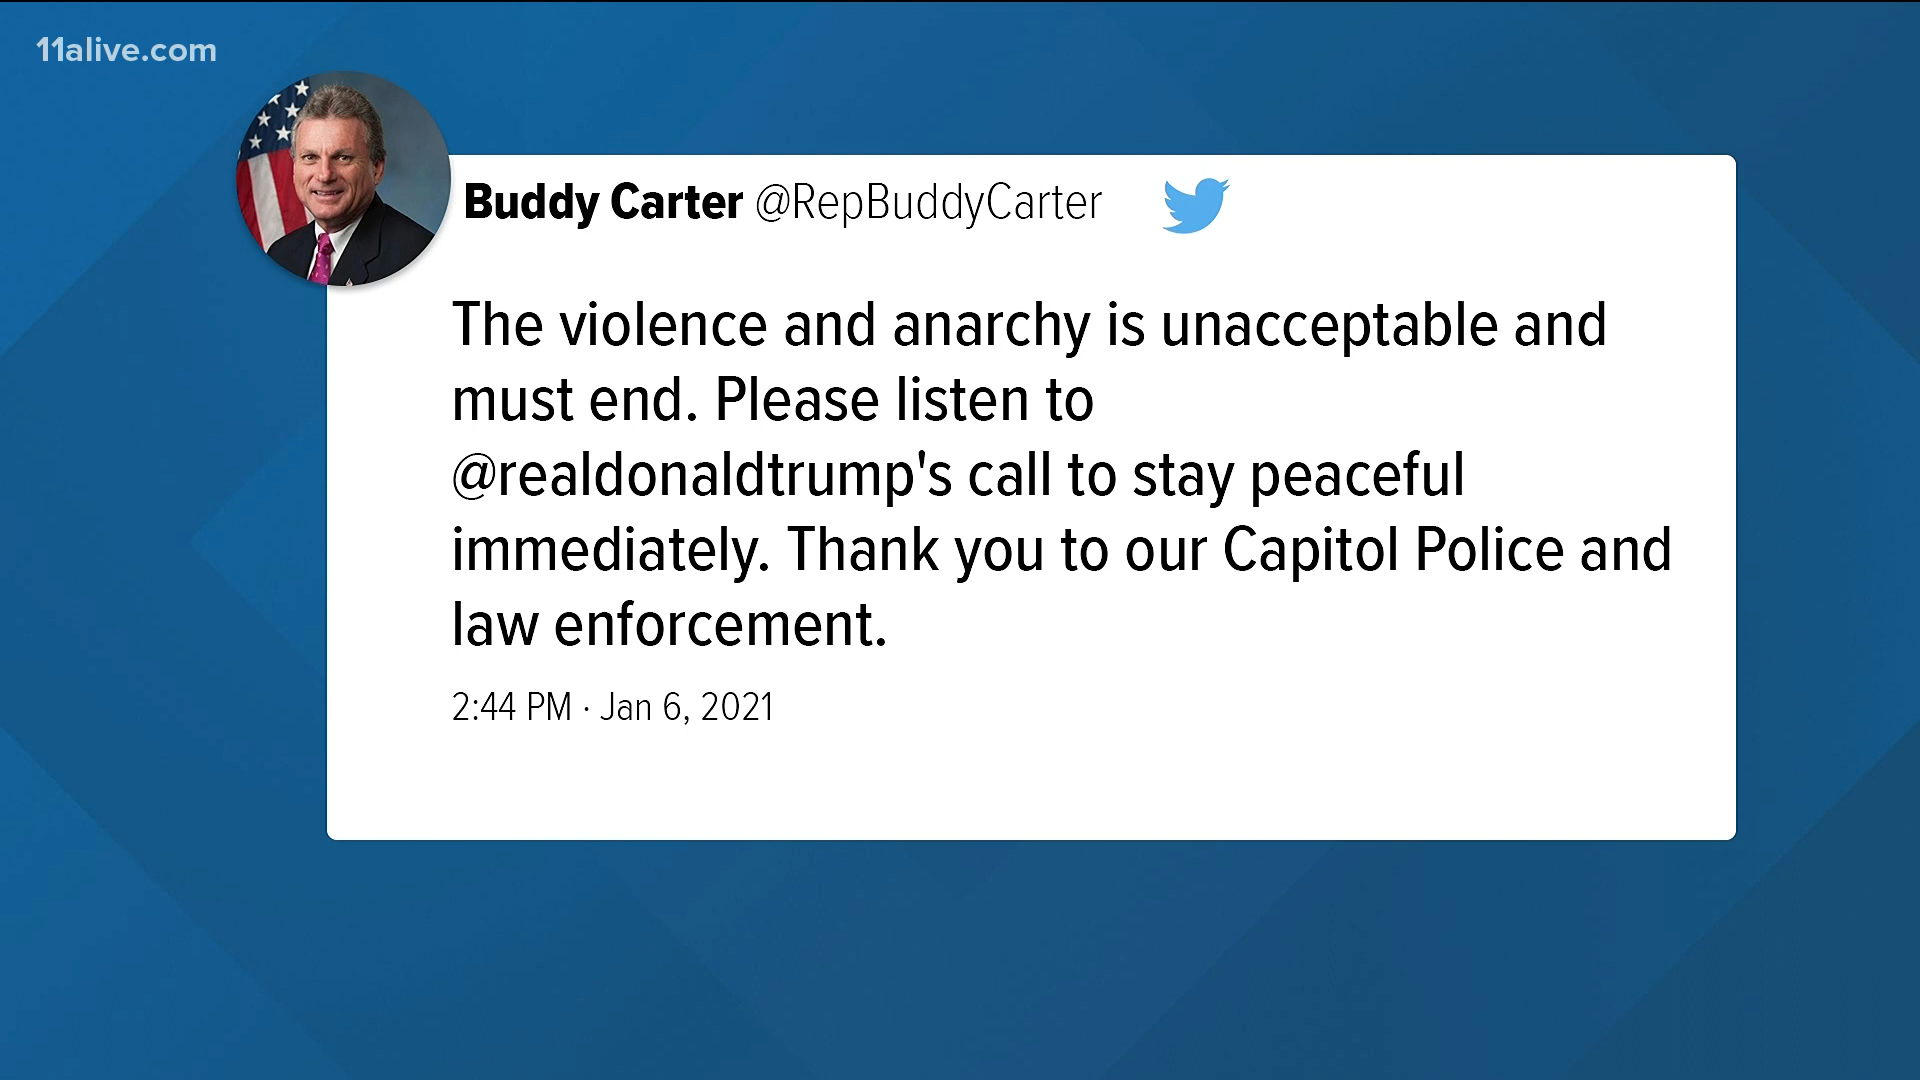 11alive.com
Buddy Carter @RepBuddyCarter
The violence and anarchy is unacceptable and
must end. Please listen to
@realdonaldtrump's call to stay peaceful
immediately. Thank you to our Capitol Police and
law enforcement.
2:44 PM · Jan 6, 2021